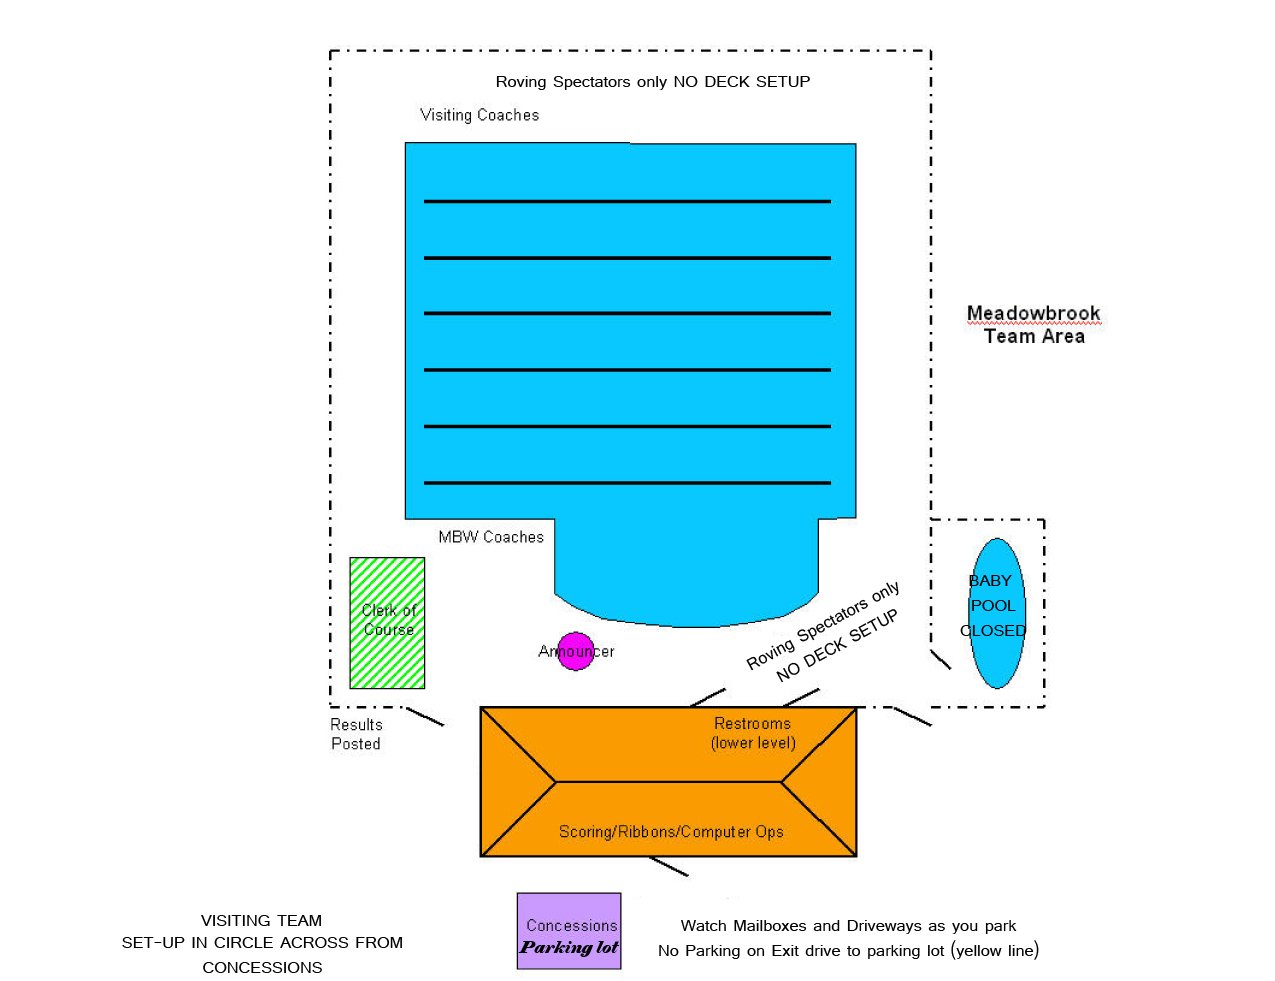 Roving Spectators only NO DECK SETUP
Visiting Coaches
Meadowbrook
Team Area
MBW Coaches
BABY
POOL
CLOSED
Clerk of
Course
Roving Spectators only
NO DECK SETUP
Announcer
Results
Posted
Restrooms
(lower level)
Scoring/Ribbons/Computer Ops
VISITING TEAM
SET-UP IN CIRCLE ACROSS FROM
CONCESSIONS
Concessions
Parking lot
Watch Mailboxes and Driveways as you park
No Parking on Exit drive to parking lot (yellow line)